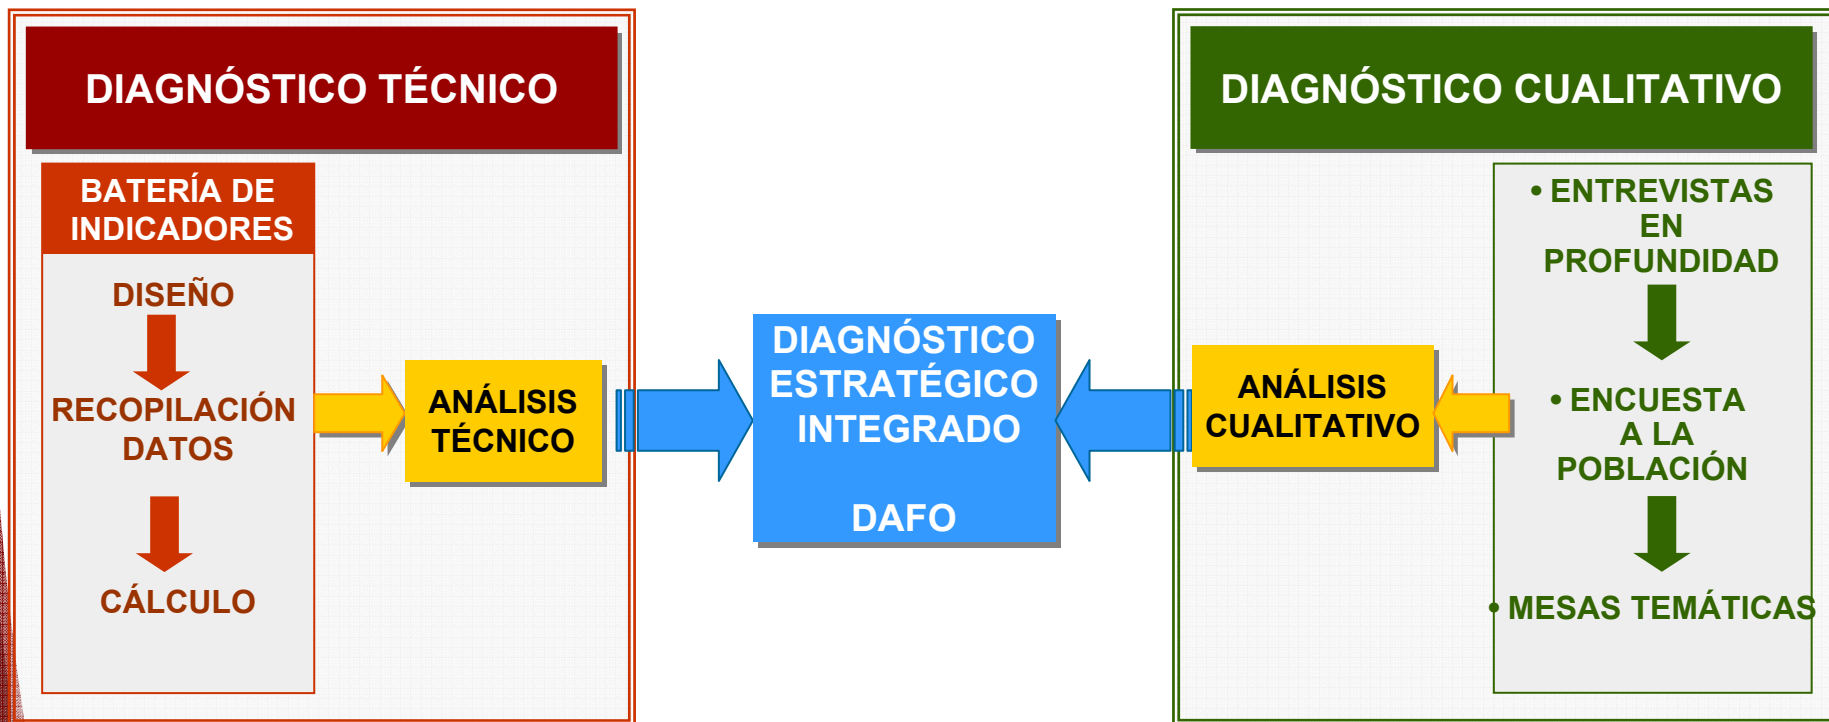 DIAGNÓSTICO TÉCNICO
BATERÍA DE
INDICADORES
DISEÑO
RECOPILACIÓN
DATOS
CÁLCULO
ANÁLISIS
TÉCNICO
DIAGNÓSTICO
ESTRATÉGICO
INTEGRADO
DAFO
DIAGNÓSTICO CUALITATIVO
ANÁLISIS
CUALITATIVO
• ENTREVISTAS
EN
PROFUNDIDAD
• ENCUESTA
A LA
POBLACIÓN
• MESAS TEMÁTICAS